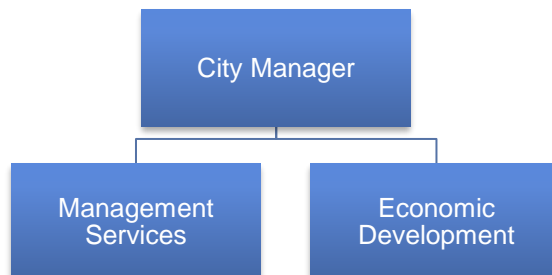 City Manager
Management
Services
Economic
Development